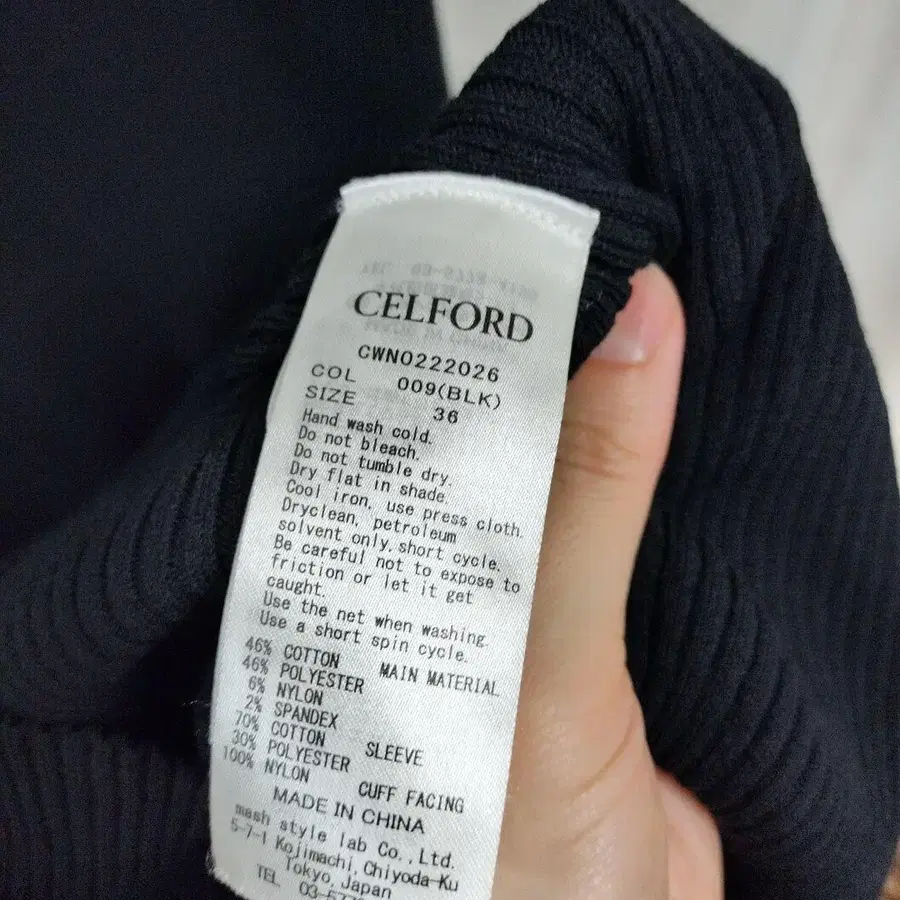 CELFORD
CWNO222026
COL 009(BLK)
SIZE 36
Hand wash cold.
Do not bleach.
Do not tumble dry.
Dry flat in shade.
Cool iron, use press cloth.
Dryclean, petroleum
solvent only, short cycle.
Be careful not to expose to
friction or let it get
caught.
Use the net when washing.
Use a short spin cycle.
46% COTTON MAIN MATERIAL
46% POLYESTER
6% NYLON
2% SPANDEX
70% COTTON SLEEVE
30% POLYESTER
100% NYLON CUFF FACING
MADE IN CHINA
mash style lab Co.,Ltd.
5-7-1 Kojimachi,Chiyoda-Ku
Tokyo,Japan
TEL